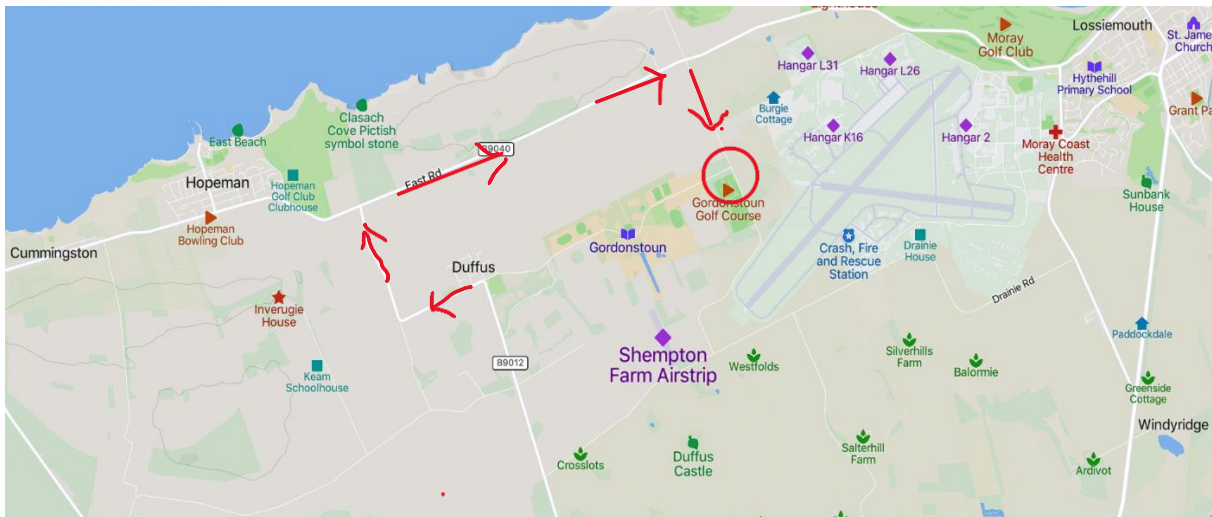 Lighthouse
Lossiemouth
Moray
Golf Club
St. Jame
Church
Hangar L31
Hangar L26
Hythehill
Primary School
Burgie
Cottage
Grant Pa
Clasach
Cove Pictish
symbol stone
East Beach
Hangar K16
Hangar 2
Moray Coast
Health
Centre
B9040
East Rd
Hopeman
Hopeman
Golf Club
Clubhouse
Gordonstoun
Golf Course
Sunbank
House
Hopeman
Bowling Club
Cummingston
Gordonstoun
Crash, Fire
and Rescue
Station
Drainie
House
Duffus
Drainie Rd
Inverugie
House
Shempton
Farm Airstrip
Paddockdale
B9012
Westfolds
Silverhills
Farm
Balormie
Keam
Schoolhouse
Greenside
Cottage
Windyridge
Crosslots
Duffus
Castle
Salterhill
Farm
Ardivot